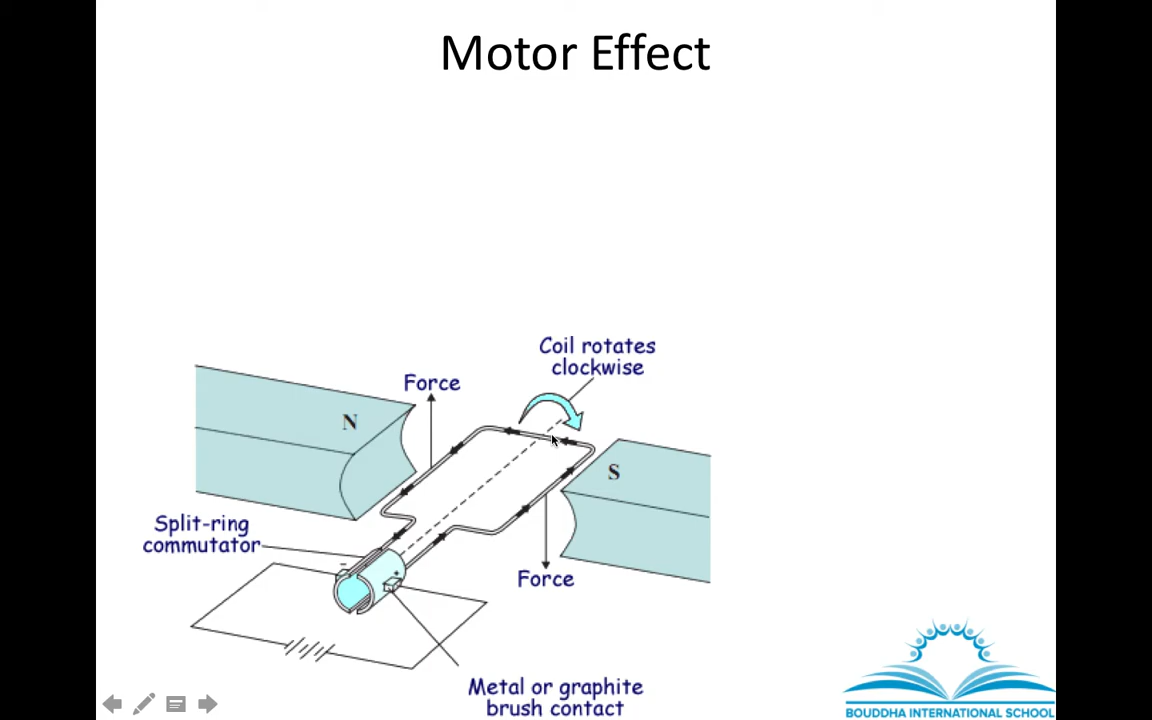 Motor Effect
Coil rotates
clockwise
Force
N
S
Split-ring
commutator
-
+
Force
Metal or graphite
brush contact
BOUDDHA INTERNATIONAL SCHOOL